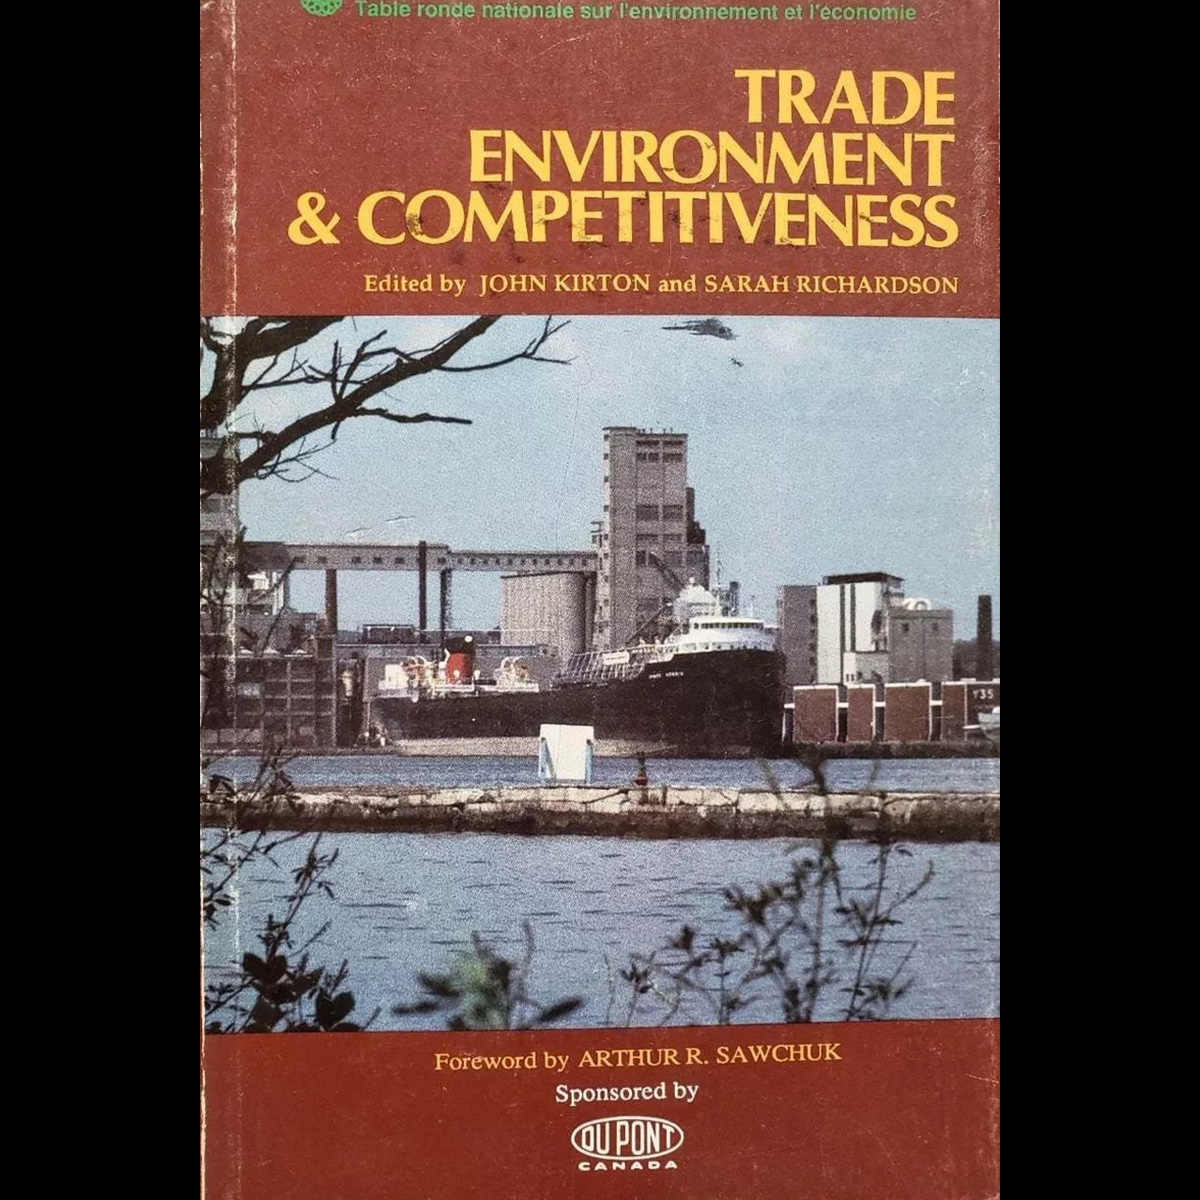 Table ronde nationale sur l'environnement et l'économie
TRADE
ENVIRONMENT
& COMPETITIVENESS
Edited by JOHN KIRTON and SARAH RICHARDSON
Y35
Foreword by ARTHUR R. SAWCHUK
Sponsored by
DU PONT
CANADA